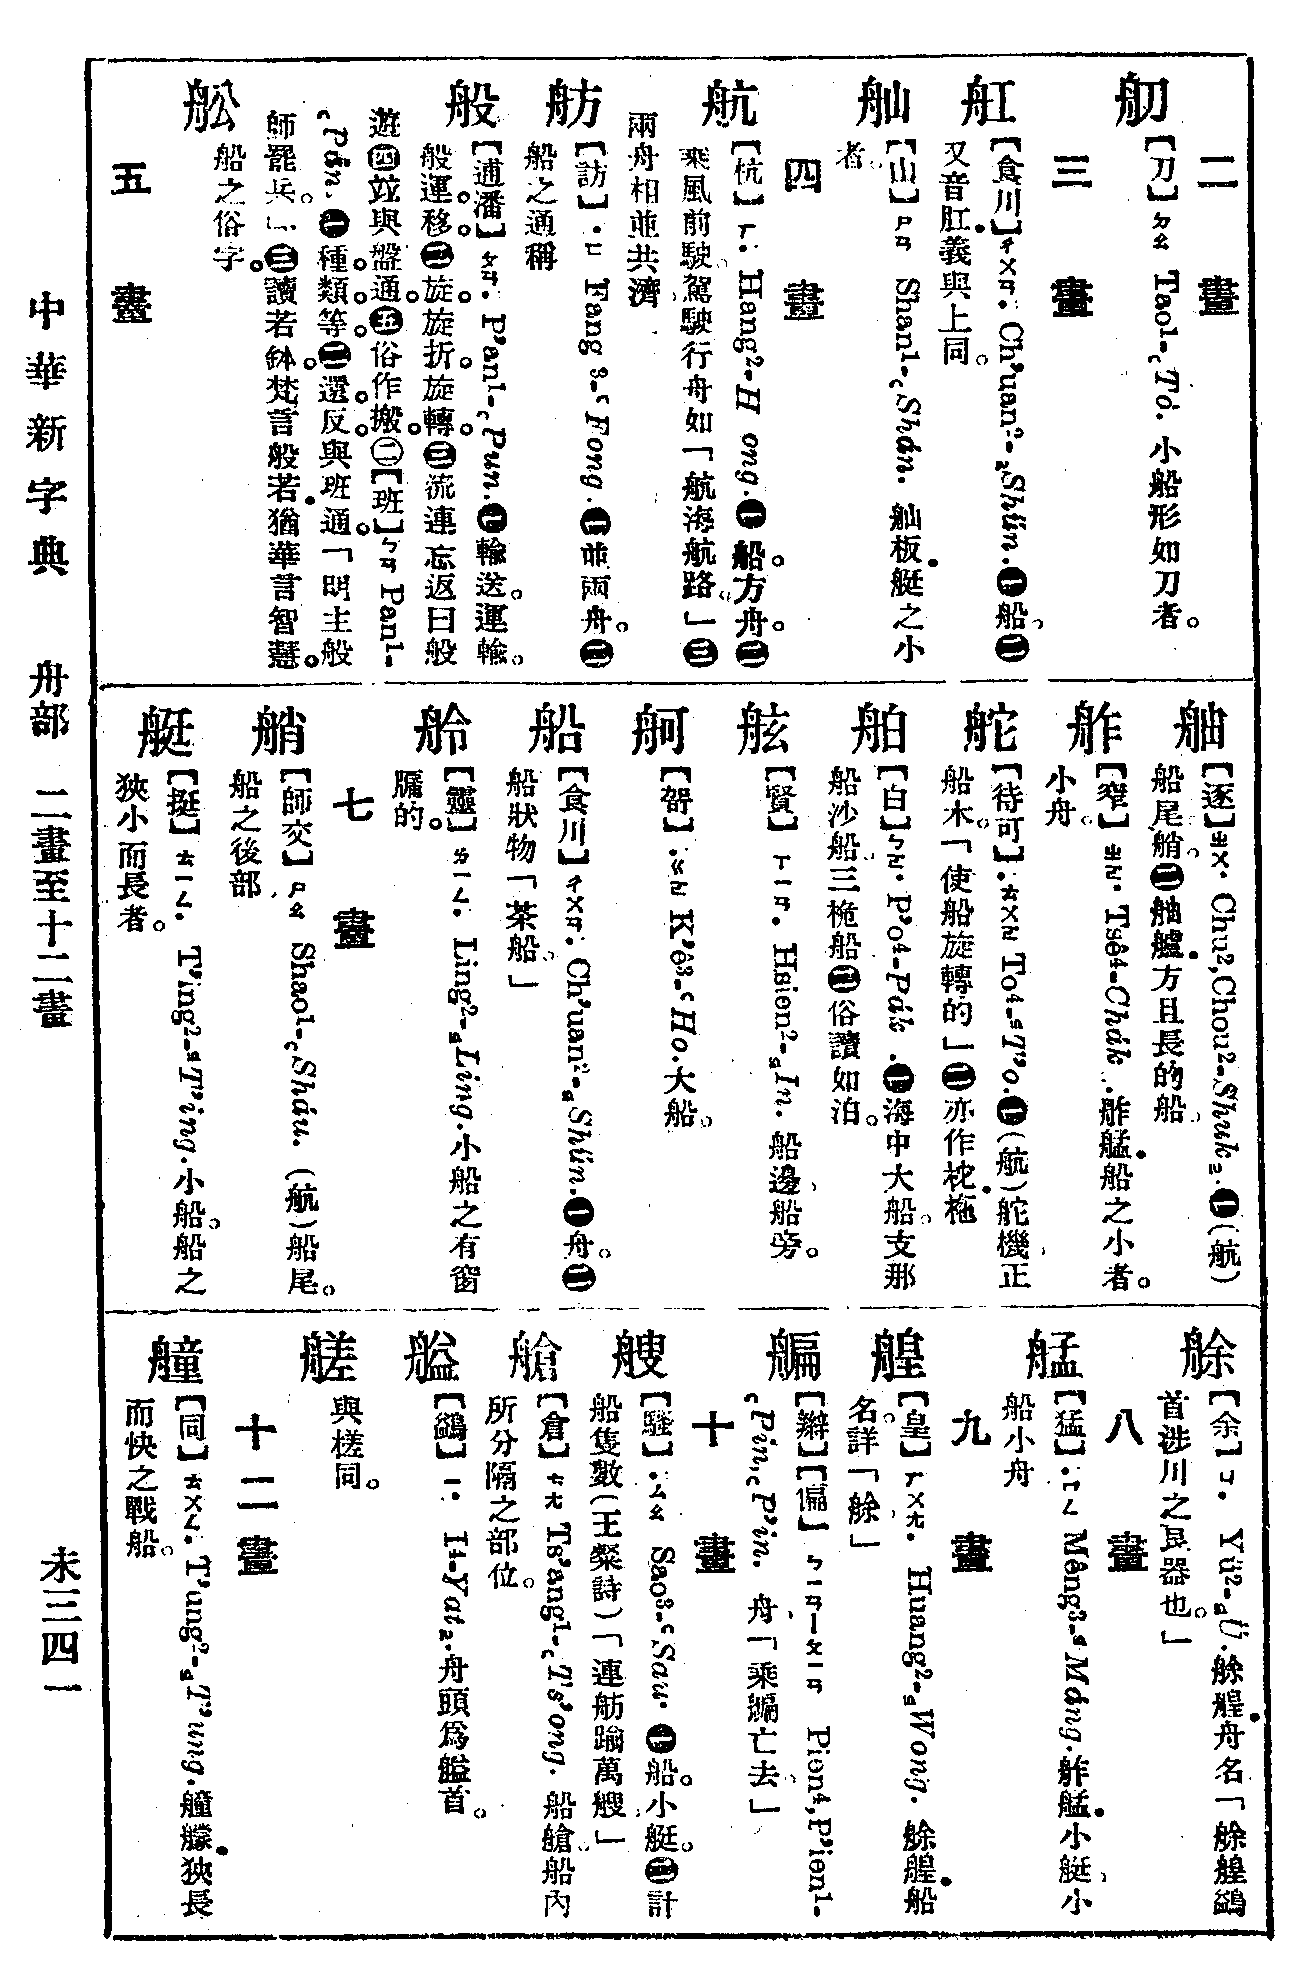 二　畫
舠
【刀】ㄉㄠ Tao1-꜀To. 小船形如刀者。
三　畫
舡
【食川】ㄔㄨㄢ. Ch'uan2-₂Shün.㊀船。㊁
又音肛義與上同。
舢
【山】ㄕㄢ Shan1-꜀Shán. 舢板艇之小
者。
四　畫
航
【杭】ㄏ. Hang2-Hong.㊀船。方舟。㊁
乘風前駛。駕駛行舟如「航海航路。」㊂
兩舟相並共濟
舫
【訪】.ㄈ Fang3-Fong.㊀並兩舟。㊁
船之通稱
般
【逋潘】ㄆㄢ. P'an1-꜀Pun.㊀輸送。運輸。
般運。移。㊁旋。旋折。旋轉。㊂流連忘返曰般
遊㊃竝與盤通。㊄俗作搬。㊁【班】ㄅㄢ Pan1-
꜀Pán.㊀種。類。等。㊁還。反。與班通。「明主般
師罷兵。」㊂讀若鉢。梵言般若猶華言智慧。
舩
船之俗字。
五　畫
舳
【逐】ㄓㄨ. Chu2,Chou2-Shuk₂.㊀(航)
船尾。艄。㊁舳艫方且長的船。
舴
【窄】ㄓㄜ. Tsê4-Chák.舴艋船之小者。
小舟。
舵
【待可】.ㄊㄨㄛ To4-T'o.㊀(航)舵機正
船木。「使船旋轉的」㊁亦作柁柂
舶
【白】ㄅㄛ. P'o4-Pák.㊀海中大船。支那
船沙船。三桅船㊁俗讀如泊。
舷
【賢】ㄒㄧㄢ. Hsien2-In. 船邊、船旁。
舸
【哿】.ㄍㄜ K'ê3-Ho.大船。
船
【食川】ㄔㄨㄢ. Ch'uan2-Shün.㊀舟。㊁
船狀物「茶船。」
舲
【靈】ㄌㄧㄥ. Ling2-Ling.小船之有窗
牖的。
七　畫
艄
【師交】ㄕㄠ Shao1-꜀Sháu. (航)船尾。
船之後部
艇
【挺】ㄊㄧㄥ. T'ing2-T'ing.小船。船之
狹小而長者。
艅
【余】ㄩ. Yü2-Ü.艅艎舟名「艅艎鷁
首涉川之良器也。」
八　畫
艋
【猛】.ㄇㄥ Mêng3-Máng.舴艋小艇、小
船小舟
九　畫
艎
【皇】ㄏㄨㄤ. Huang2-Wong. 艅艎船
名。詳「艅」
艑
【辮】【偏】ㄅㄧㄢ-ㄆㄧㄢ Pien4,P'ien1-
꜀Pin,꜀P'in. 舟「乘艑亡去」
十　畫
艘
【騷】.ㄙㄠ Sao3-Sau.㊀船。小艇。㊁計
船隻數(王粲詩)「連舫踰萬艘」
艙
【倉】ㄘㄤ Ts'ang1-꜀Ts'ong. 船艙。船內
所分隔之部位。
艗
【鷁】ㄧ. I4-Yat₂.舟頭爲艗首。
艖
與槎同。
十二畫
艟
【同】ㄊㄨㄥ. T'ung2-T'ung.艟艨狹長
而快之戰船。
中華新字典　舟部　二畫至十二畫　未三四一